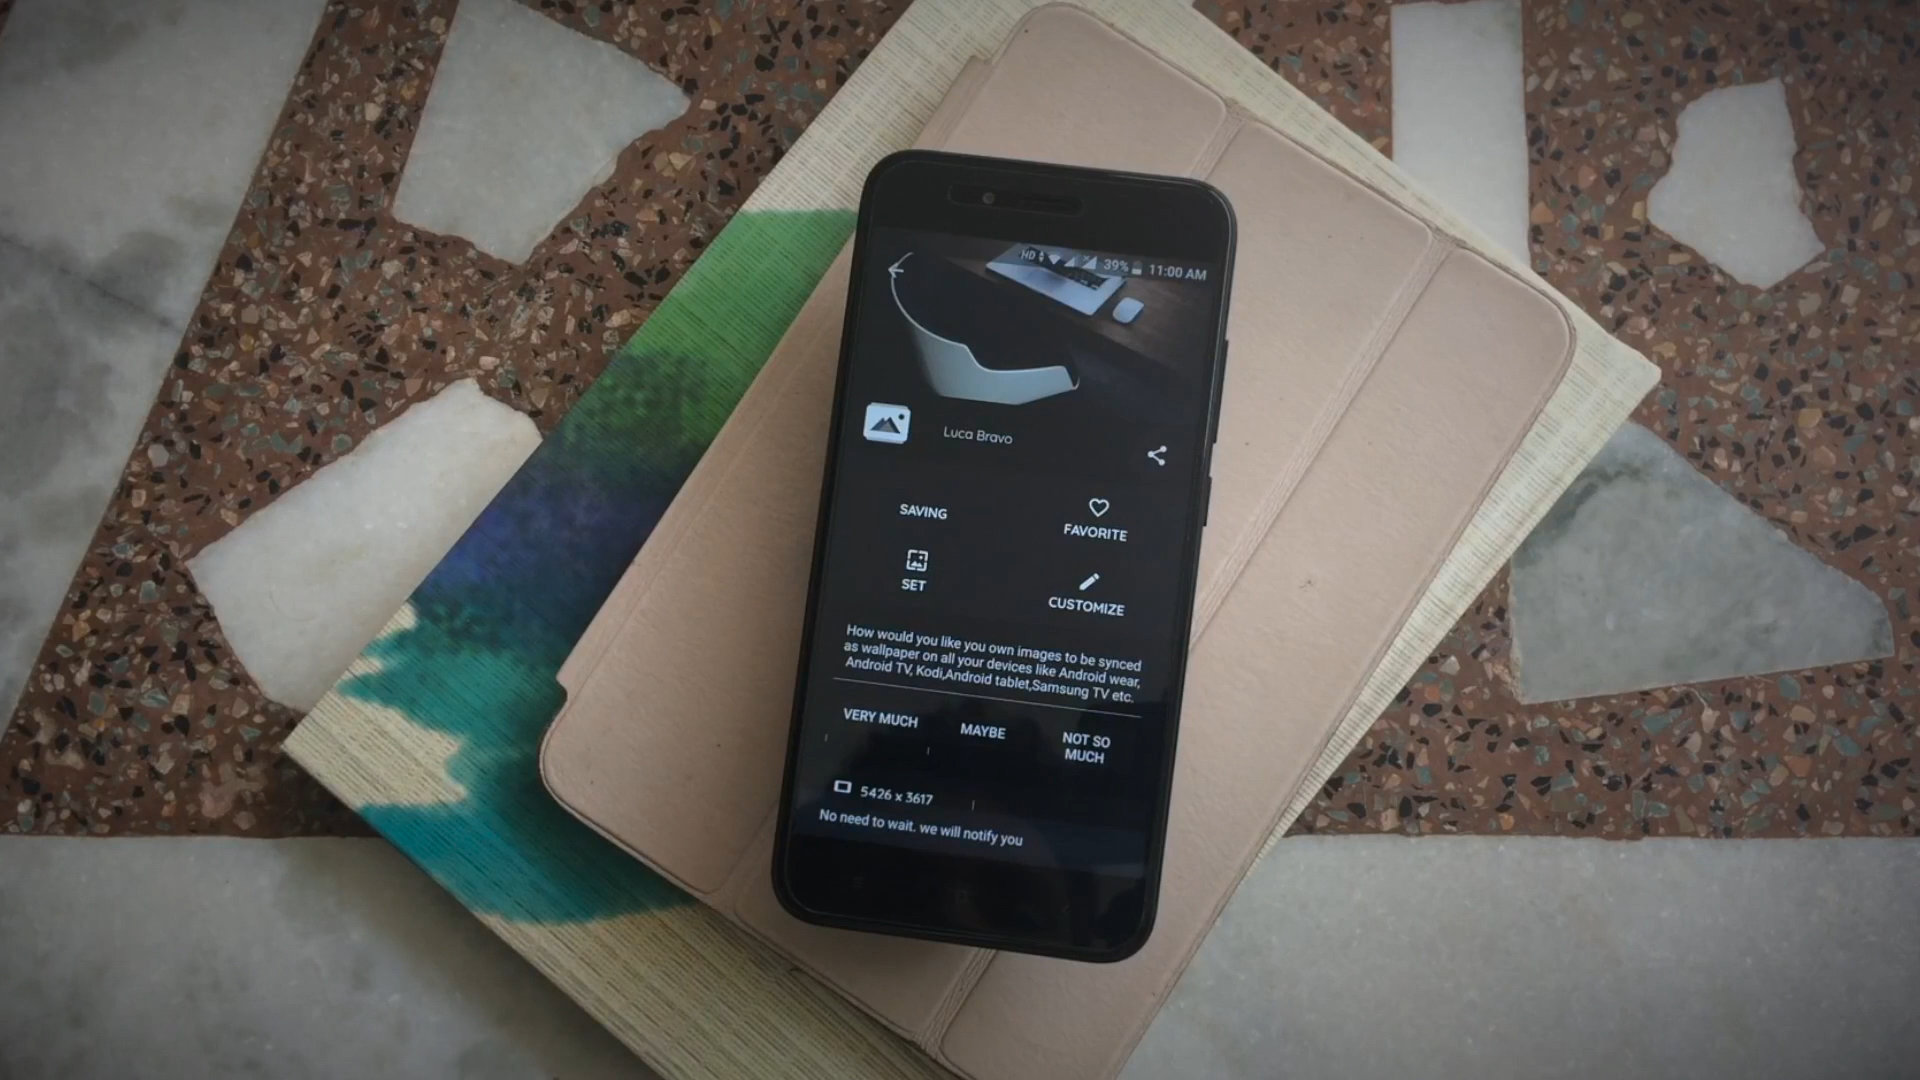 HD 39% 11:00 AM
Luca Bravo
SAVING
FAVORITE
SET
CUSTOMIZE
How would you like you own images to be synced
as wallpaper on all your devices like Android wear,
Android TV, Kodi,Android tablet,Samsung TV etc.
VERY MUCH
MAYBE
NOT SO
MUCH
5426 x 3617
No need to wait. we will notify you